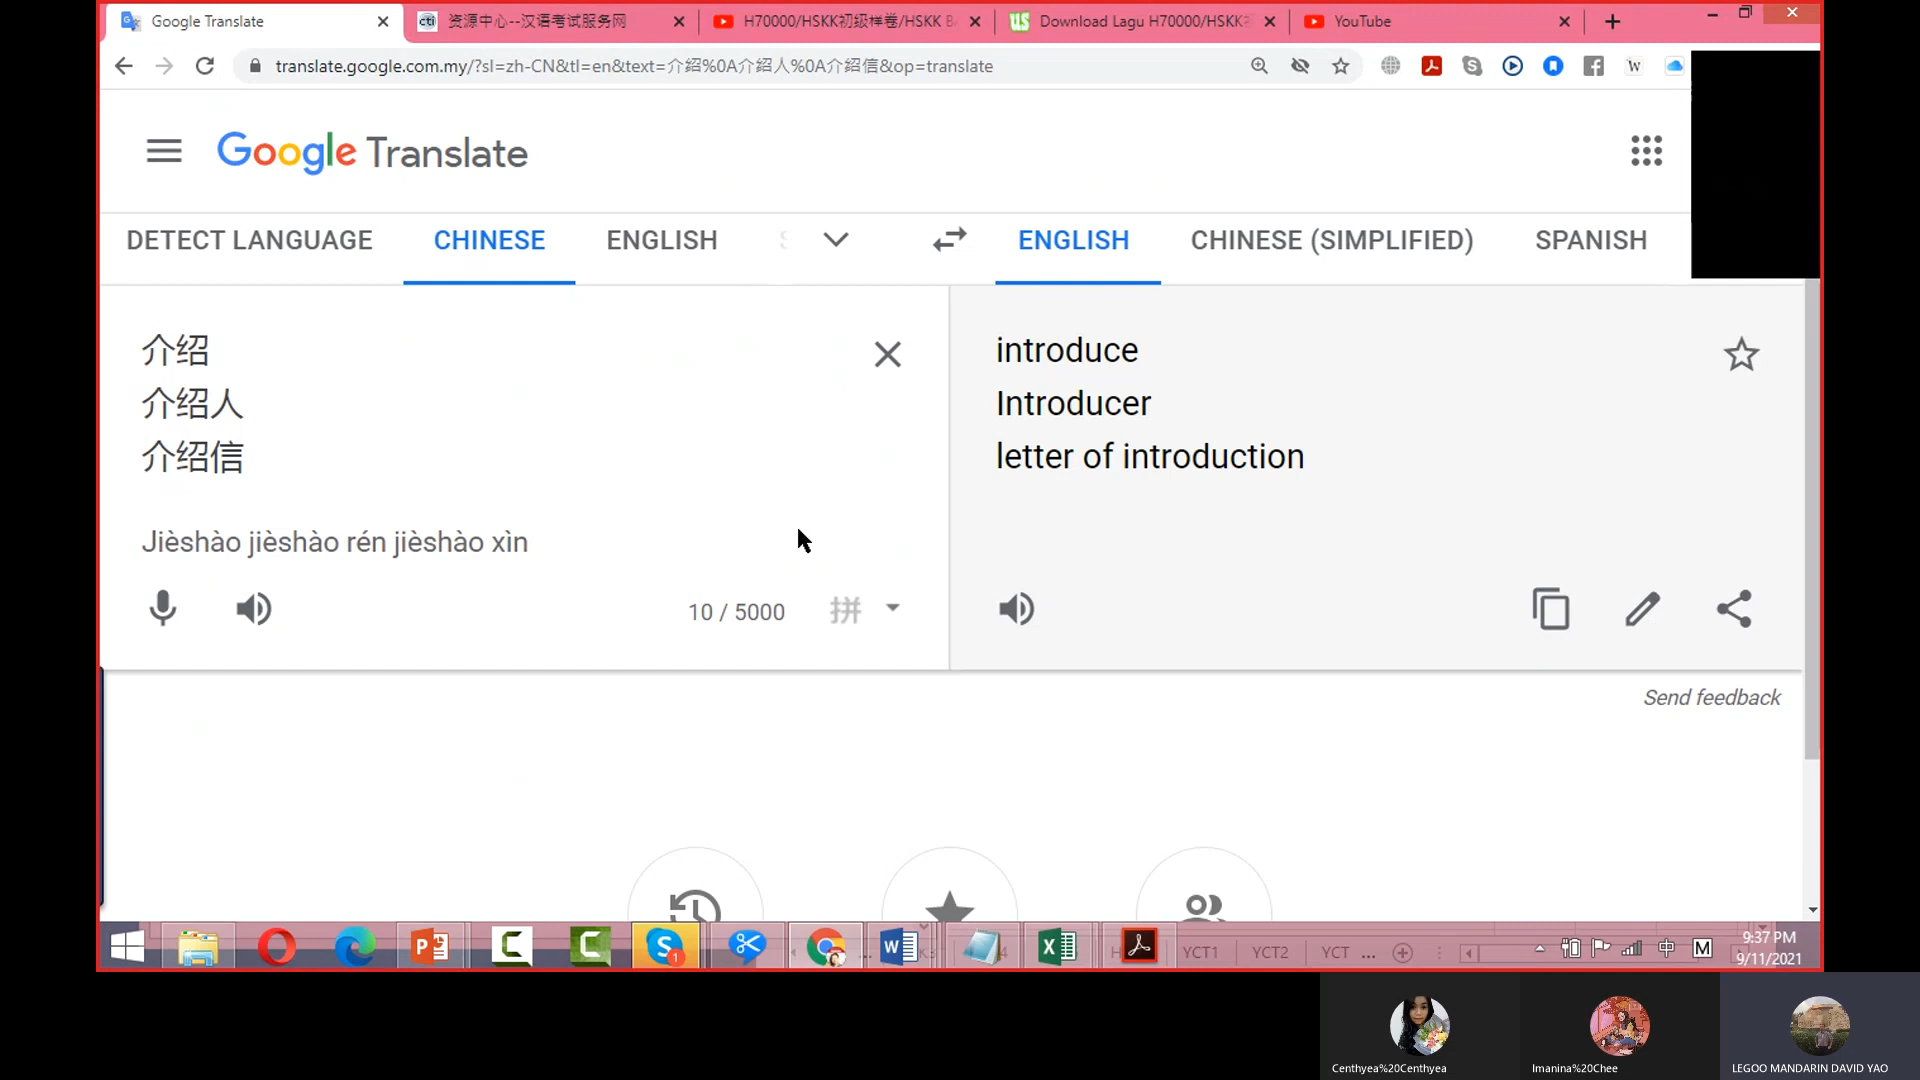 Google Translate
资源中心--汉语考试服务网
H70000/HSKK初级样卷/HSKK B
Download Lagu H70000/HSKK
YouTube
translate.google.com.my/?sl=zh-CN&tl=en&text=介绍%0A介绍人%0A介绍信&op=translate
Google Translate
DETECT LANGUAGE CHINESE ENGLISH
ENGLISH CHINESE (SIMPLIFIED) SPANISH
介绍
介绍人
介绍信
Jièshào jièshào rén jièshào xìn
10 / 5000
拼
introduce
Introducer
letter of introduction
Send feedback
YCT1 YCT2 YCT ...
中
M
9:37 PM
9/11/2021
Centhyea%20Centhyea
Imanina%20Chee
LEGOO MANDARIN DAVID YAO